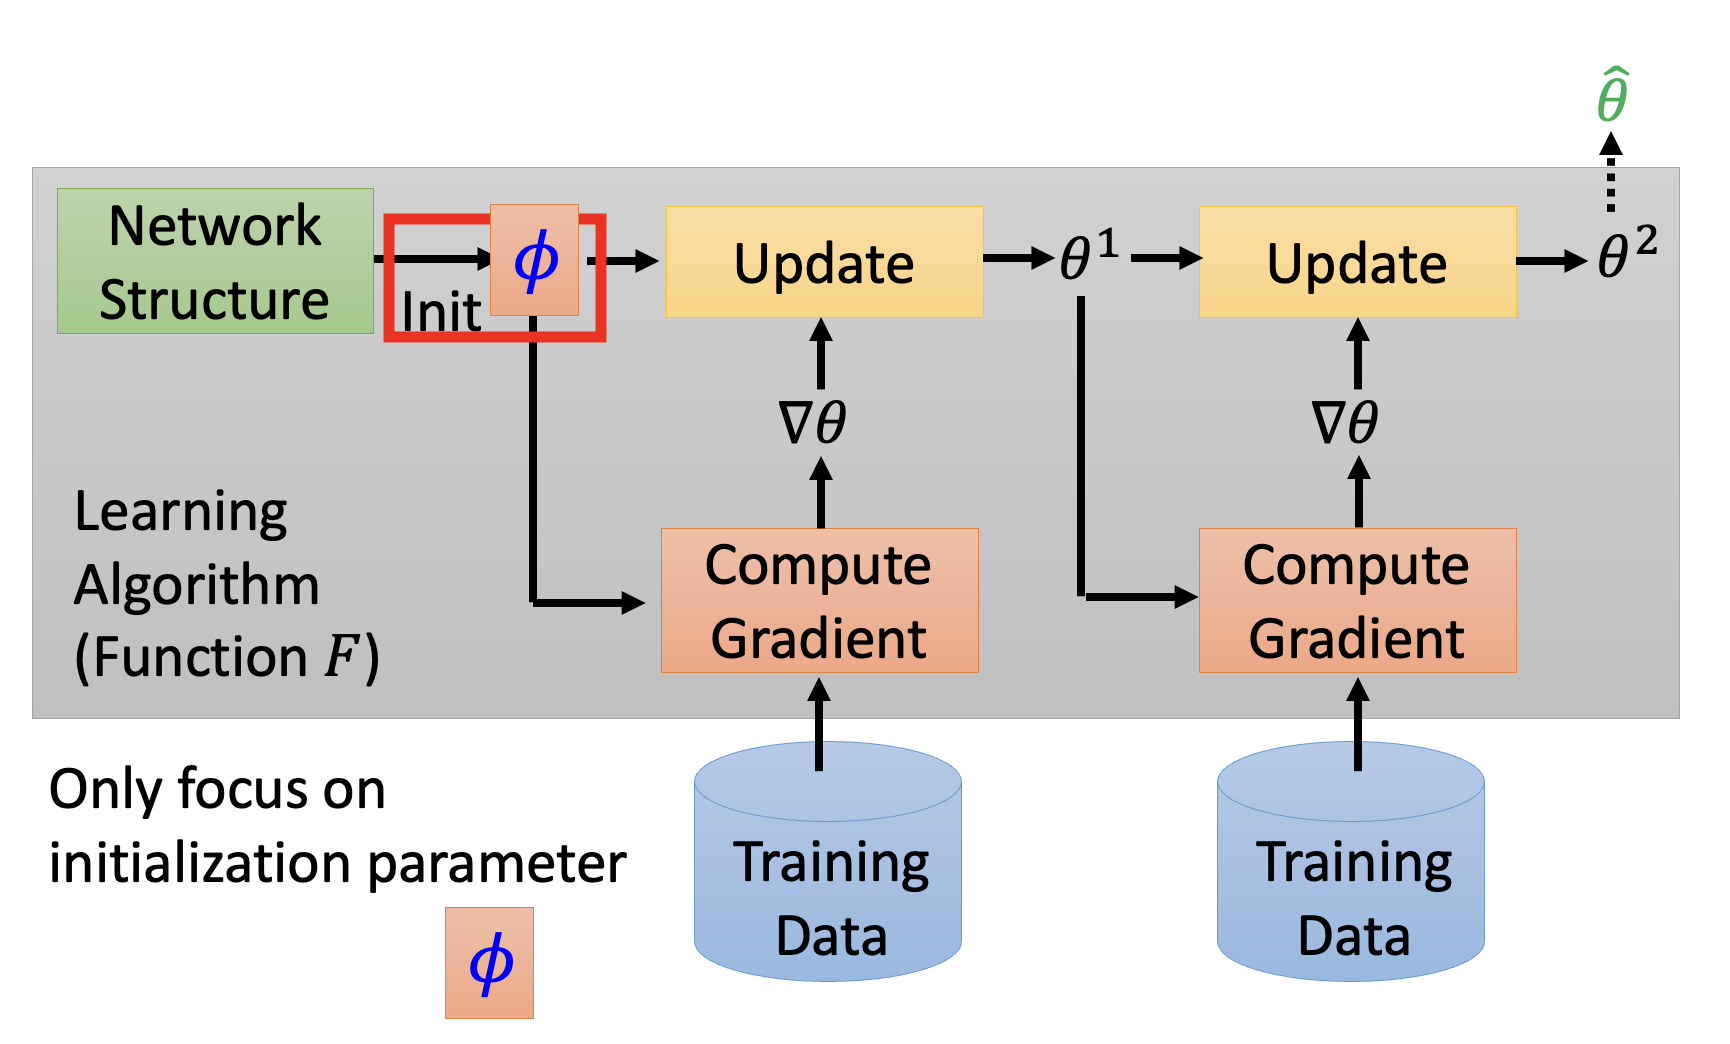 θ̂
Network
Structure
Init
ϕ
Update
θ¹
Update
θ²
∇θ
∇θ
Learning
Algorithm
(Function F)
Compute
Gradient
Compute
Gradient
Only focus on
initialization parameter
ϕ
Training
Data
Training
Data